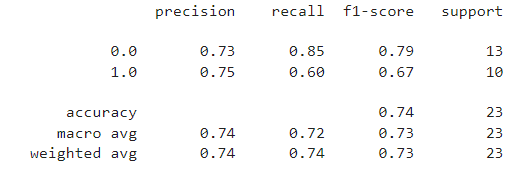 precision recall f1-score support
0.0 0.73 0.85 0.79 13
1.0 0.75 0.60 0.67 10
accuracy 0.74 23
macro avg 0.74 0.72 0.73 23
weighted avg 0.74 0.74 0.73 23